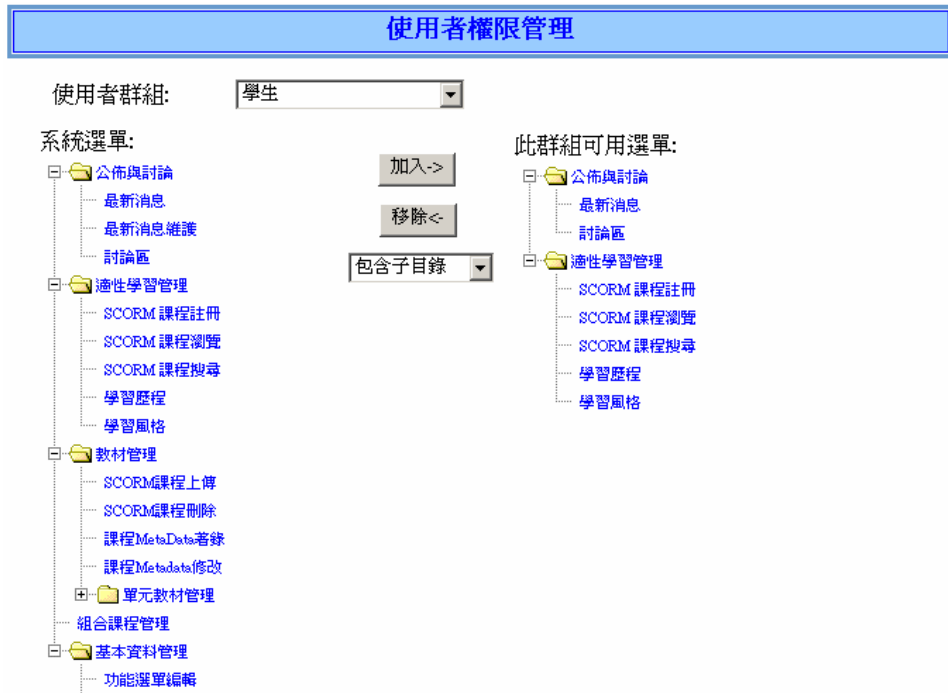 使用者權限管理
使用者群組:
學生
系統選單:
公佈與討論
最新消息
最新消息維護
討論區
適性學習管理
SCORM 課程註冊
SCORM 課程瀏覽
SCORM 課程搜尋
學習歷程
學習風格
教材管理
SCORM課程上傳
SCORM課程刪除
課程MetaData著錄
課程Metadata修改
單元教材管理
組合課程管理
基本資料管理
功能選單編輯
加入->
移除<-
包含子目錄
此群組可用選單:
公佈與討論
最新消息
討論區
適性學習管理
SCORM 課程註冊
SCORM 課程瀏覽
SCORM 課程搜尋
學習歷程
學習風格